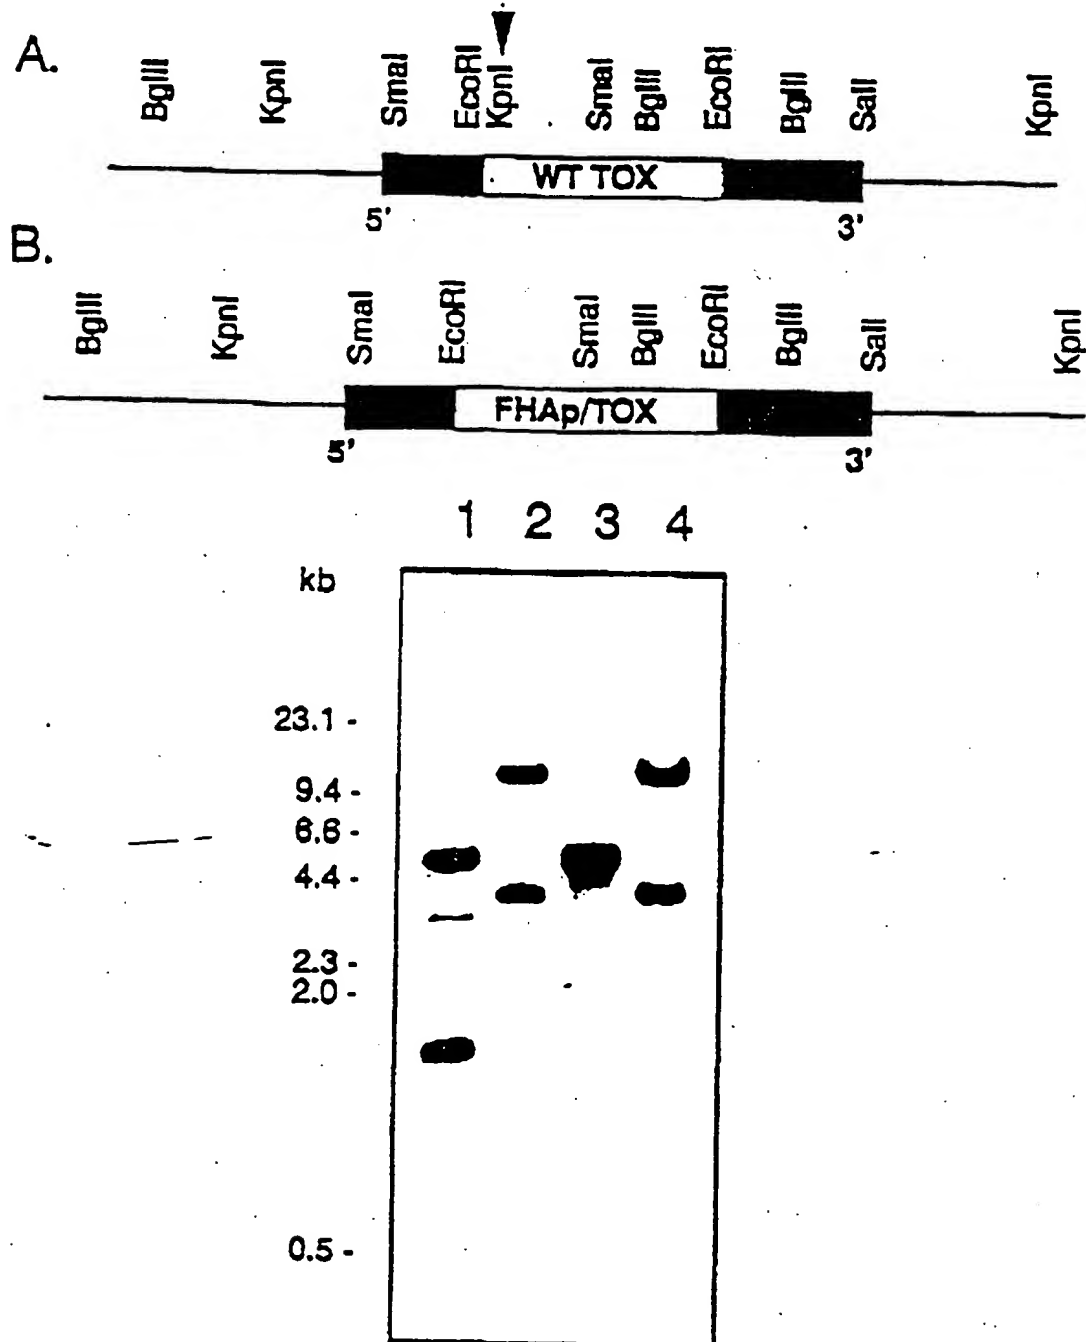 A.
BglII KpnI SmaI EcoRI KpnI SmaI BglII EcoRI BglII SalI KpnI
WT TOX
5' 3'
B.
BglII KpnI SmaI EcoRI SmaI BglII EcoRI BglII SalI KpnI
FHAp/TOX
5' 3'
1 2 3 4
kb
23.1 -
9.4 -
6.6 -
4.4 -
2.3 -
2.0 -
0.5 -